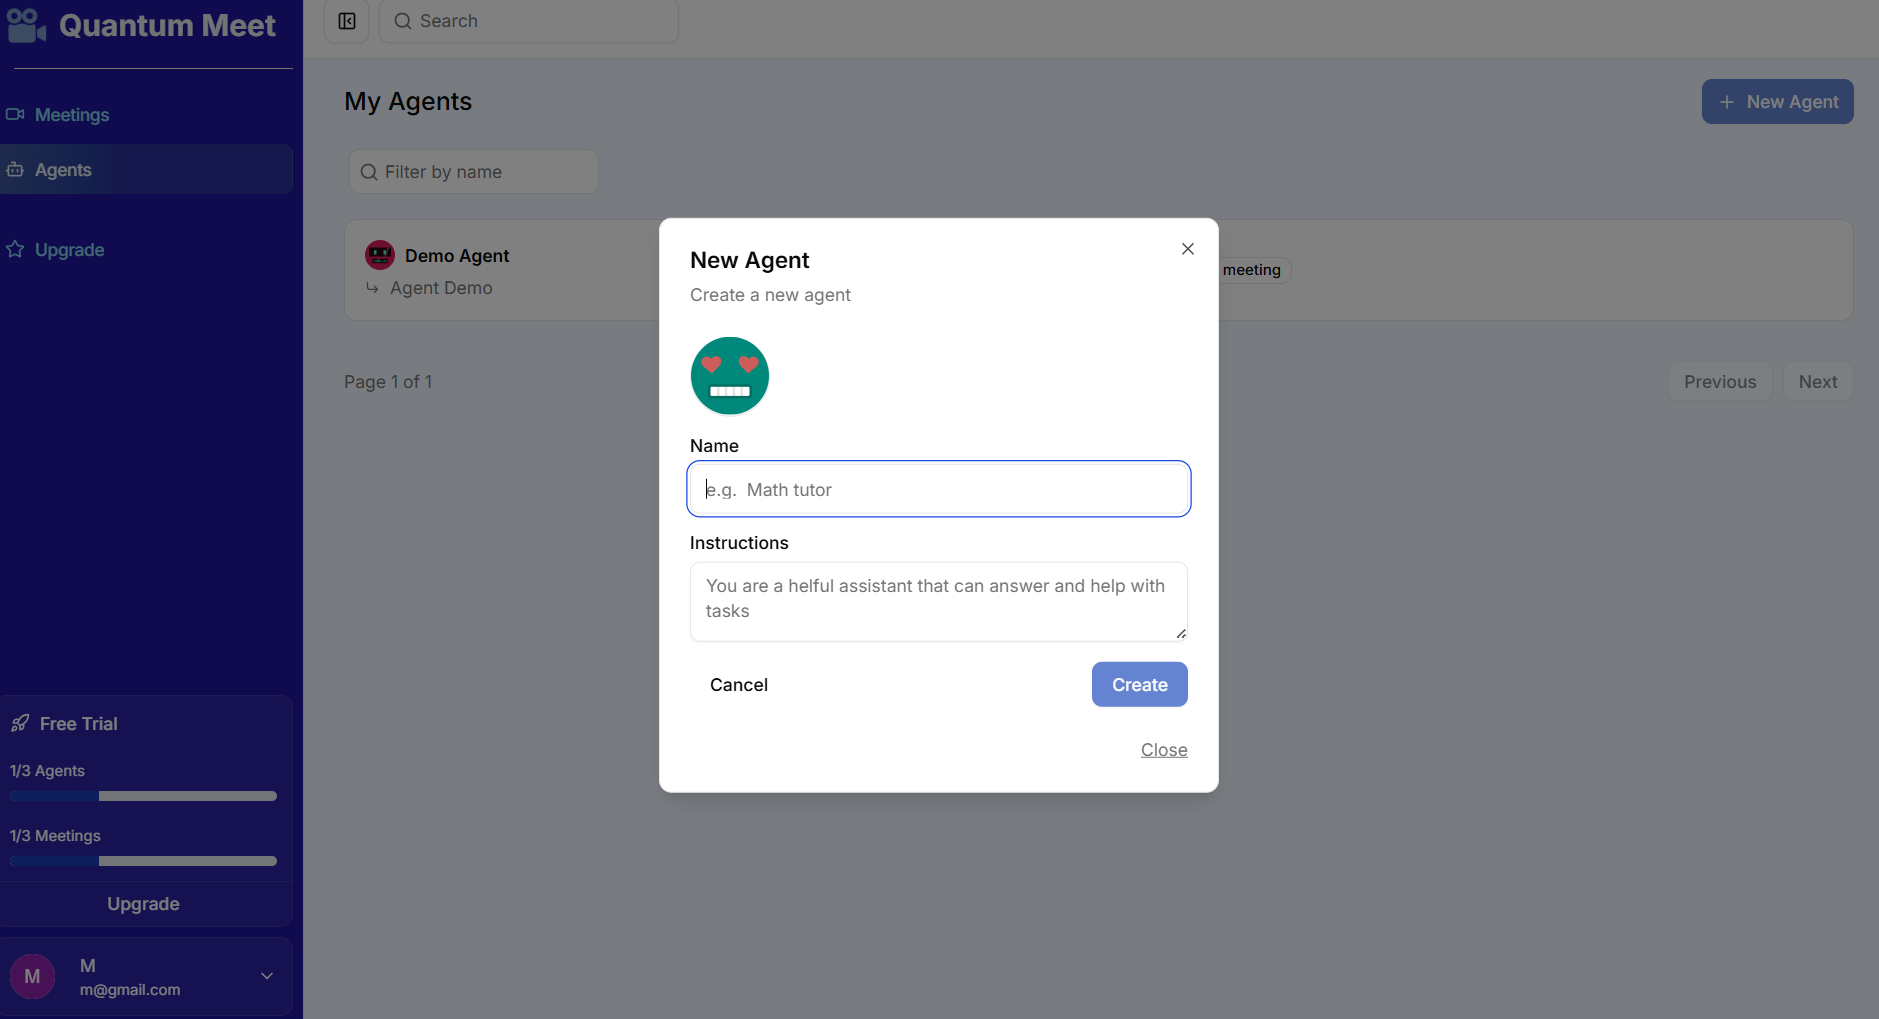 Quantum Meet
Search
Meetings
Agents
Upgrade
My Agents
New Agent
Filter by name
Demo Agent
Agent Demo
meeting
Page 1 of 1
Previous
Next
New Agent
Create a new agent
Name
e.g.  Math tutor
Instructions
You are a helful assistant that can answer and help with
tasks
Cancel
Create
Close
Free Trial
1/3 Agents
1/3 Meetings
Upgrade
M
M
m@gmail.com